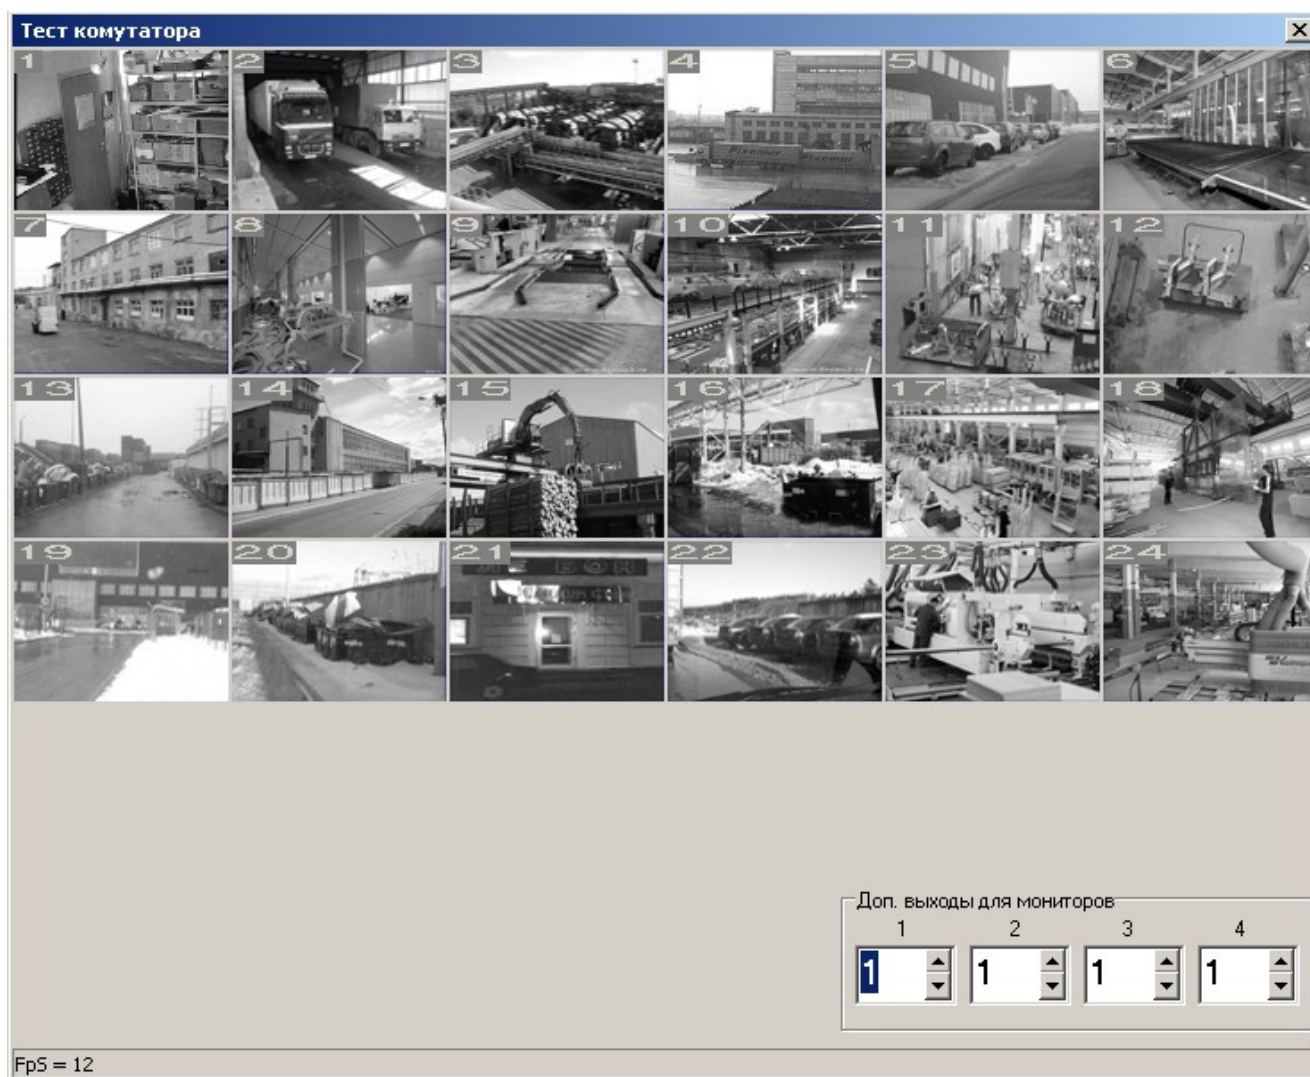 Тест комутатора
1 2 3 4 5 6
Fixemer Fixemer
7 8 9 10 11 12
13 14 15 16 17 18
19 20 21 22 23 24
Доп. выходы для мониторов
1 2 3 4
1 1 1 1
FpS = 12